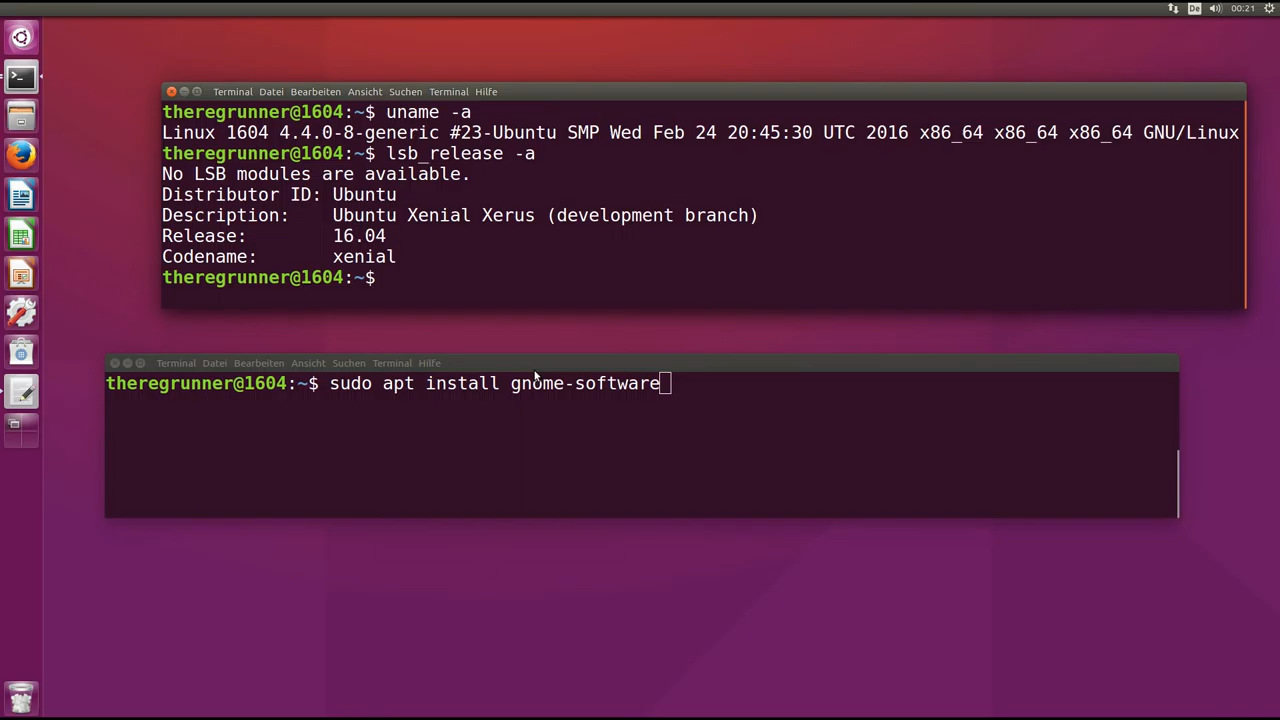 De 00:21
Terminal Datei Bearbeiten Ansicht Suchen Terminal Hilfe
theregrunner@1604:~$ uname -a
Linux 1604 4.4.0-8-generic #23-Ubuntu SMP Wed Feb 24 20:45:30 UTC 2016 x86_64 x86_64 x86_64 GNU/Linux
theregrunner@1604:~$ lsb_release -a
No LSB modules are available.
Distributor ID: Ubuntu
Description: Ubuntu Xenial Xerus (development branch)
Release: 16.04
Codename: xenial
theregrunner@1604:~$
Terminal Datei Bearbeiten Ansicht Suchen Terminal Hilfe
theregrunner@1604:~$ sudo apt install gnome-software